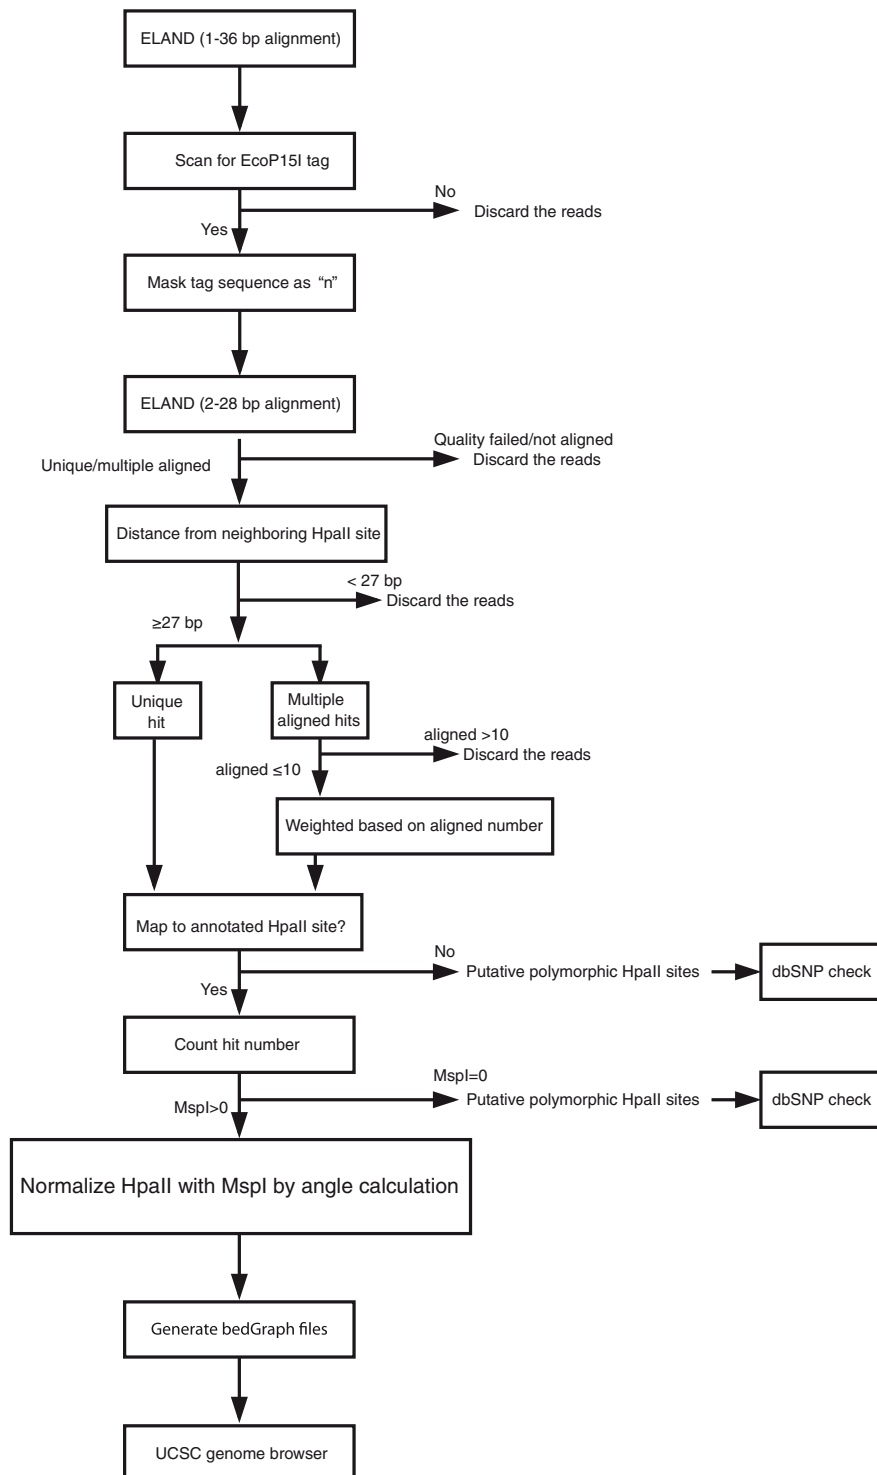 ELAND (1-36 bp alignment)
Scan for EcoP15I tag
No
Discard the reads
Yes
Mask tag sequence as “n”
ELAND (2-28 bp alignment)
Quality failed/not aligned
Discard the reads
Unique/multiple aligned
Distance from neighboring HpaII site
< 27 bp
Discard the reads
≥27 bp
Unique
hit
Multiple
aligned hits
aligned >10
Discard the reads
aligned ≤10
Weighted based on aligned number
Map to annotated HpaII site?
No
Putative polymorphic HpaII sites
dbSNP check
Yes
Count hit number
MspI=0
Putative polymorphic HpaII sites
dbSNP check
MspI>0
Normalize HpaII with MspI by angle calculation
Generate bedGraph files
UCSC genome browser